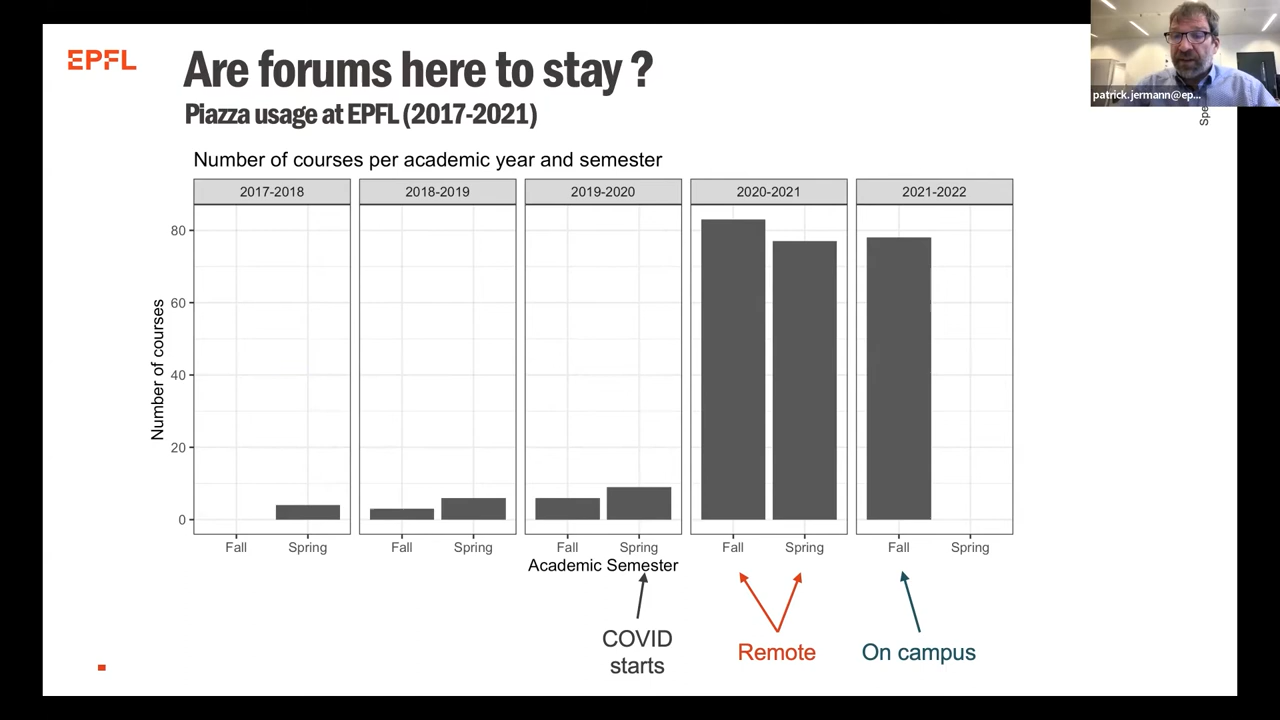 EPFL
Are forums here to stay ?
Piazza usage at EPFL (2017-2021)
patrick.jermann@ep...
Spe
Number of courses per academic year and semester
2017-2018
2018-2019
2019-2020
2020-2021
2021-2022
Number of courses
80
60
40
20
0
Fall
Spring
Fall
Spring
Fall
Spring
Fall
Spring
Fall
Spring
Academic Semester
COVID
starts
Remote
On campus